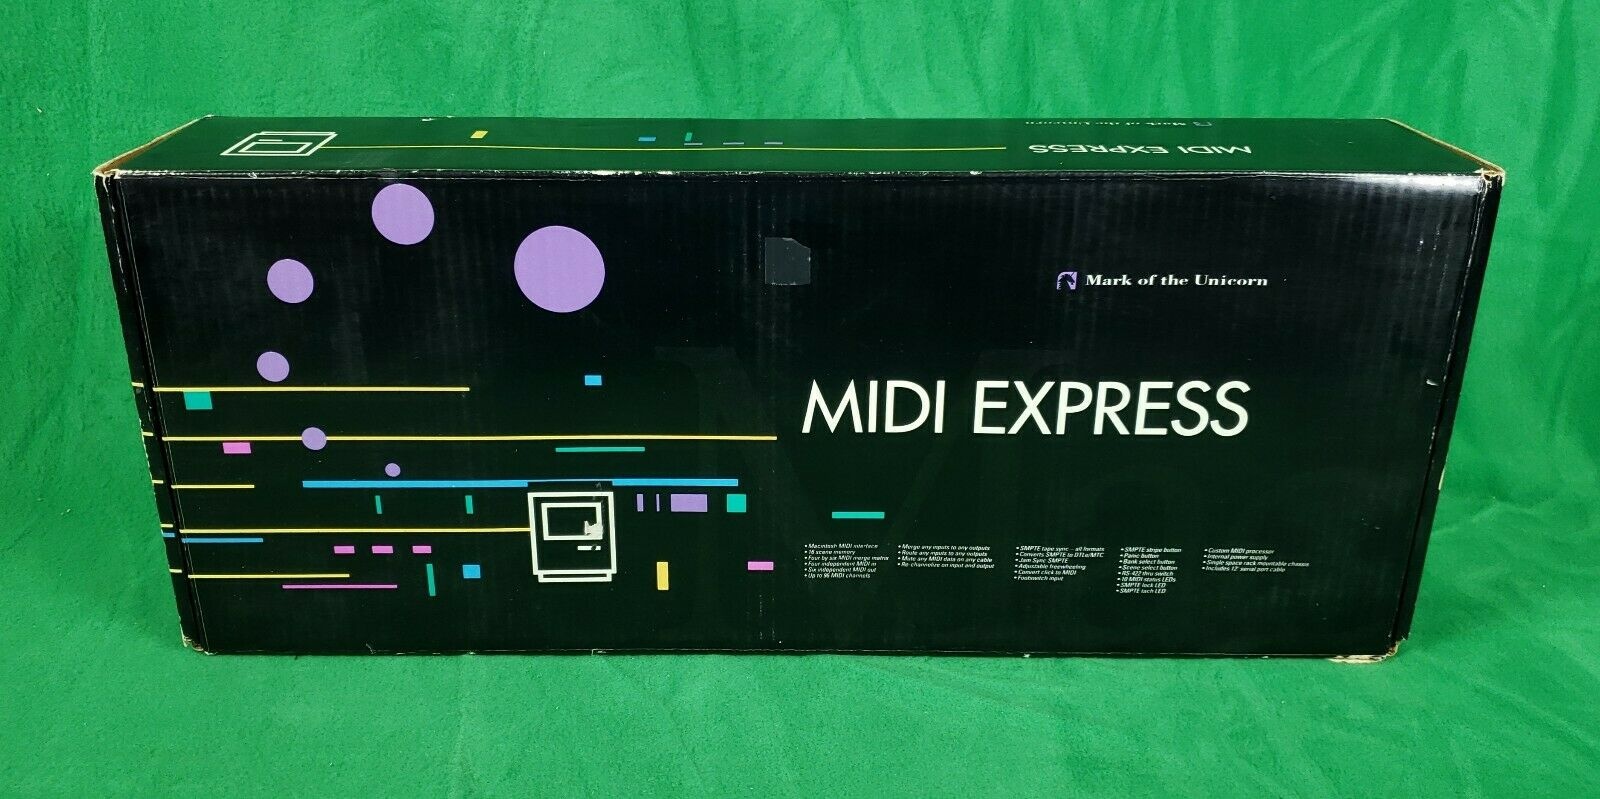 Mark of the Unicorn
MIDI EXPRESS
Mark of the Unicorn
MIDI EXPRESS
• Macintosh MIDI interface
• 16 scene memory
• Four by six MIDI merge matrix
• Four independent MIDI in
• Six independent MIDI out
• Up to 96 MIDI channels
• Merge any inputs to any outputs
• Route any inputs to any outputs
• Mute any MIDI data on any cable
• Re-channelize on input and output
• SMPTE tape sync - all formats
• Converts SMPTE to DTLe/MTC
• Jam Sync SMPTE
• Adjustable freewheeling
• Convert click to MIDI
• Footswitch input
• SMPTE stripe button
• Panic button
• Bank select button
• Scene select button
• RS-422 thru switch
• 10 MIDI status LEDs
• SMPTE lock LED
• SMPTE tach LED
• Custom MIDI processor
• Internal power supply
• Single space rack mountable chassis
• Includes 12' serial port cable